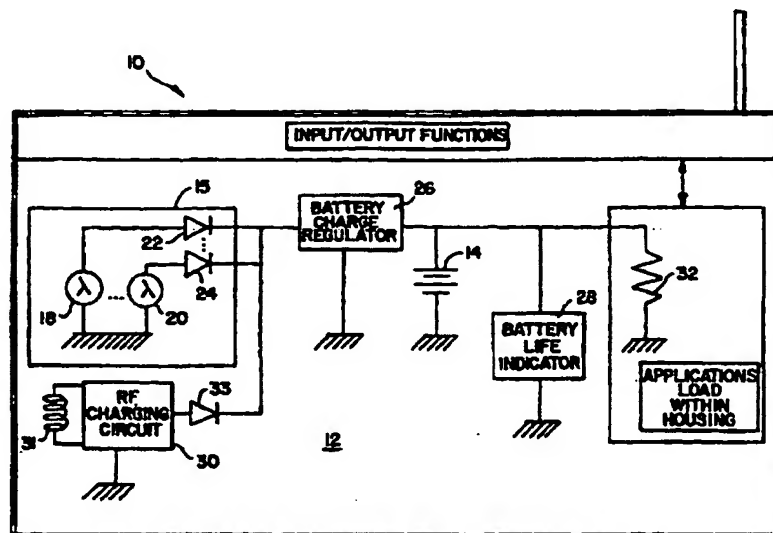 10
INPUT/OUTPUT FUNCTIONS
15
22
24
λ
λ
18
...
20
BATTERY
CHARGE
REGULATOR
26
14
28
BATTERY
LIFE
INDICATOR
32
APPLICATIONS
LOAD
WITHIN
HOUSING
31
RF
CHARGING
CIRCUIT
33
30
12